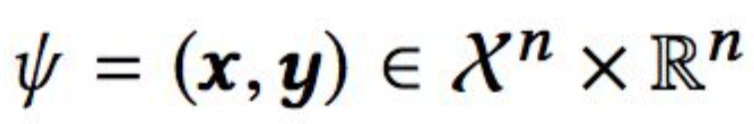 ψ = (𝒙, 𝒚) ∈ 𝒳ⁿ × ℝⁿ